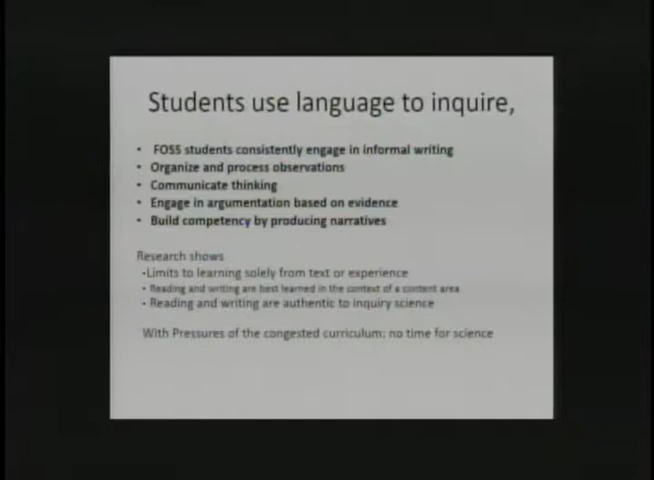 Students use language to inquire,
• FOSS students consistently engage in informal writing
• Organize and process observations
• Communicate thinking
• Engage in argumentation based on evidence
• Build competency by producing narratives
Research shows
-Limits to learning solely from text or experience
• Reading and writing are best learned in the context of a content area
• Reading and writing are authentic to inquiry science
With Pressures of the congested curriculum: no time for science